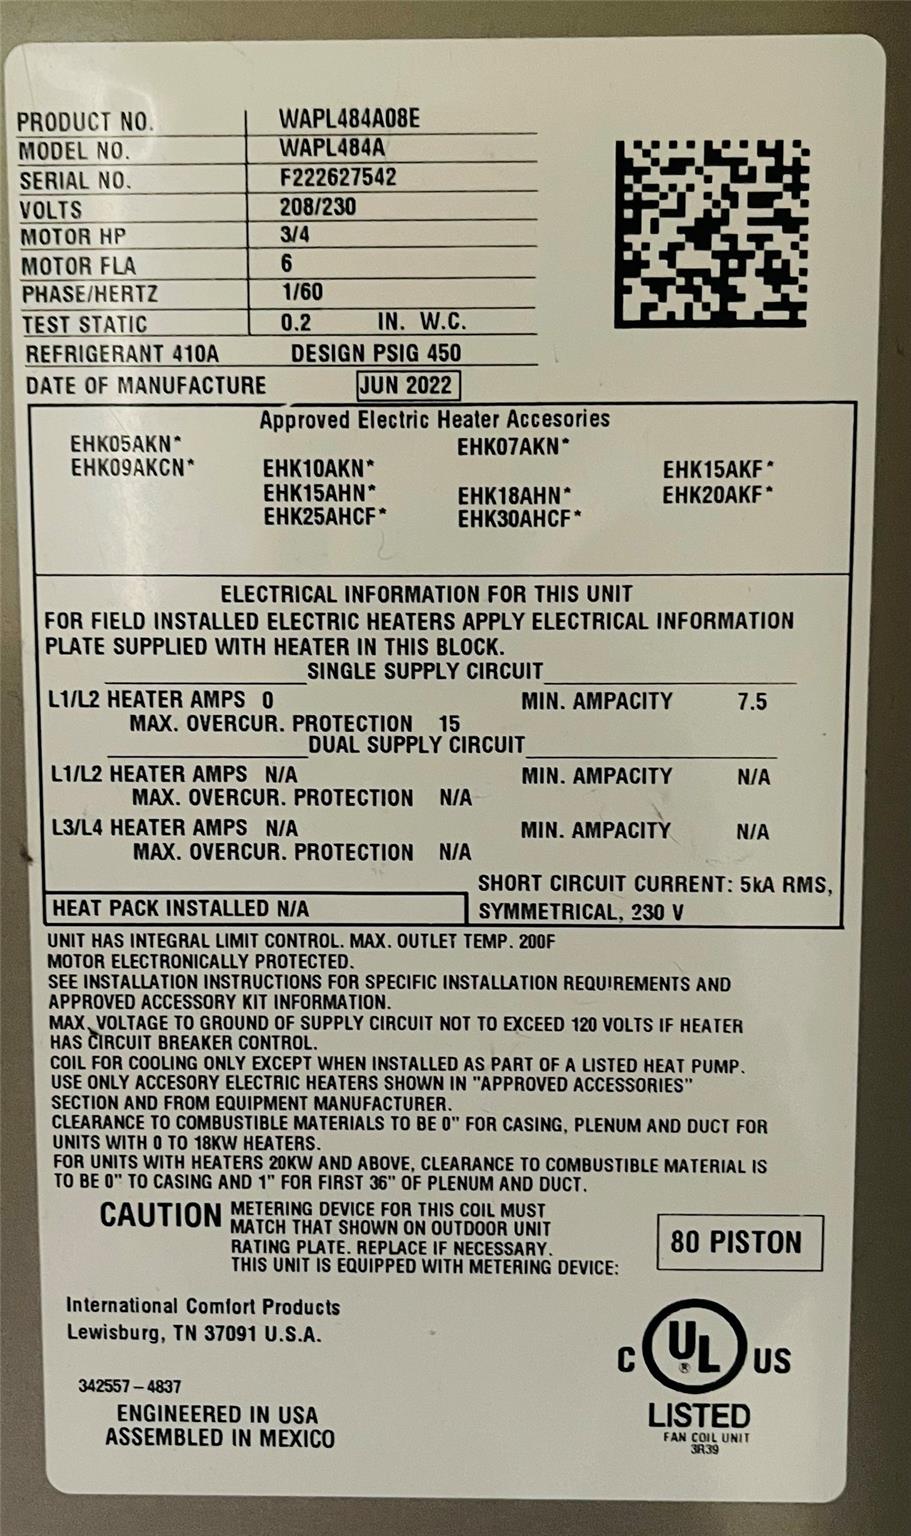 PRODUCT NO. WAPL484A08E
MODEL NO. WAPL484A
SERIAL NO. F222627542
VOLTS 208/230
MOTOR HP 3/4
MOTOR FLA 6
PHASE/HERTZ 1/60
TEST STATIC 0.2 IN. W.C.
REFRIGERANT 410A DESIGN PSIG 450
DATE OF MANUFACTURE JUN 2022
Approved Electric Heater Accesories
EHK05AKN* EHK07AKN*
EHK09AKCN* EHK10AKN* EHK15AKF*
EHK15AHN* EHK18AHN* EHK20AKF*
EHK25AHCF* EHK30AHCF*
ELECTRICAL INFORMATION FOR THIS UNIT
FOR FIELD INSTALLED ELECTRIC HEATERS APPLY ELECTRICAL INFORMATION
PLATE SUPPLIED WITH HEATER IN THIS BLOCK.
SINGLE SUPPLY CIRCUIT
L1/L2 HEATER AMPS 0 MIN. AMPACITY 7.5
MAX. OVERCUR. PROTECTION 15
DUAL SUPPLY CIRCUIT
L1/L2 HEATER AMPS N/A MIN. AMPACITY N/A
MAX. OVERCUR. PROTECTION N/A
L3/L4 HEATER AMPS N/A MIN. AMPACITY N/A
MAX. OVERCUR. PROTECTION N/A
SHORT CIRCUIT CURRENT: 5kA RMS,
HEAT PACK INSTALLED N/A SYMMETRICAL, 230 V
UNIT HAS INTEGRAL LIMIT CONTROL. MAX. OUTLET TEMP. 200F
MOTOR ELECTRONICALLY PROTECTED.
SEE INSTALLATION INSTRUCTIONS FOR SPECIFIC INSTALLATION REQUIREMENTS AND
APPROVED ACCESSORY KIT INFORMATION.
MAX. VOLTAGE TO GROUND OF SUPPLY CIRCUIT NOT TO EXCEED 120 VOLTS IF HEATER
HAS CIRCUIT BREAKER CONTROL.
COIL FOR COOLING ONLY EXCEPT WHEN INSTALLED AS PART OF A LISTED HEAT PUMP.
USE ONLY ACCESORY ELECTRIC HEATERS SHOWN IN "APPROVED ACCESSORIES"
SECTION AND FROM EQUIPMENT MANUFACTURER.
CLEARANCE TO COMBUSTIBLE MATERIALS TO BE 0" FOR CASING, PLENUM AND DUCT FOR
UNITS WITH 0 TO 18KW HEATERS.
FOR UNITS WITH HEATERS 20KW AND ABOVE, CLEARANCE TO COMBUSTIBLE MATERIAL IS
TO BE 0" TO CASING AND 1" FOR FIRST 36" OF PLENUM AND DUCT.
CAUTION METERING DEVICE FOR THIS COIL MUST
MATCH THAT SHOWN ON OUTDOOR UNIT
RATING PLATE. REPLACE IF NECESSARY.
THIS UNIT IS EQUIPPED WITH METERING DEVICE:
80 PISTON
International Comfort Products
Lewisburg, TN 37091 U.S.A.
342557–4837
ENGINEERED IN USA
ASSEMBLED IN MEXICO
C UL ® US
LISTED
FAN COIL UNIT
3R39